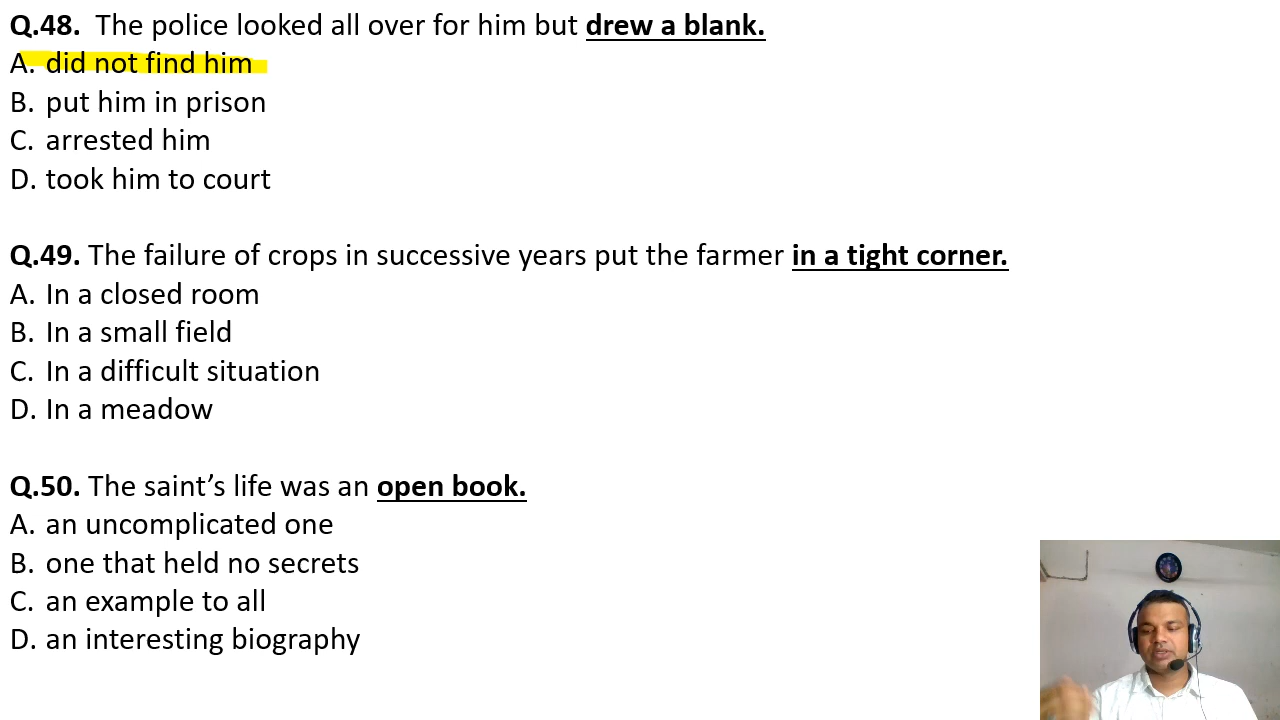 Q.48. The police looked all over for him but drew a blank.
A. did not find him
B. put him in prison
C. arrested him
D. took him to court
Q.49. The failure of crops in successive years put the farmer in a tight corner.
A. In a closed room
B. In a small field
C. In a difficult situation
D. In a meadow
Q.50. The saint’s life was an open book.
A. an uncomplicated one
B. one that held no secrets
C. an example to all
D. an interesting biography